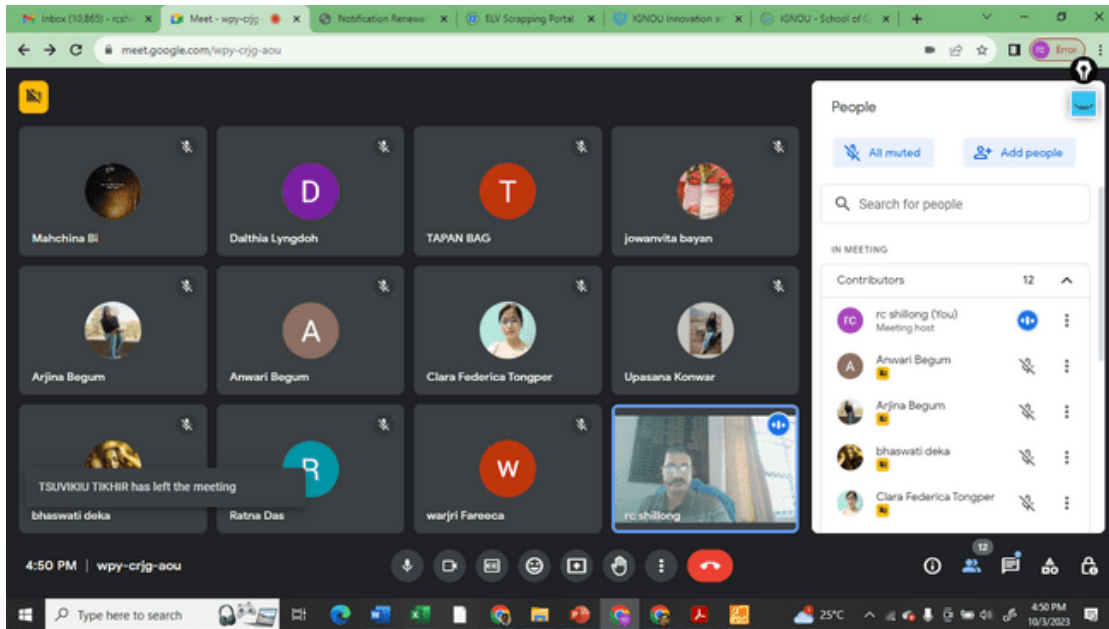 Inbox (10,865) - rcshi
Meet - wpy-crjg-
Notification Renewa
ELV Scrapping Portal
IGNOU Innovation a
IGNOU - School of C
meet.google.com/wpy-crjg-aou
rc
Error
Mahchina Bi
D
Dalthia Lyngdoh
T
TAPAN BAG
jowanvita bayan
Arjina Begum
A
Anwari Begum
Clara Federica Tongper
Upasana Konwar
TSUVIKIU TIKHIR has left the meeting
bhaswati deka
R
Ratna Das
W
warjri Fareeca
rc shillong
People
All muted
Add people
Search for people
IN MEETING
Contributors 12
rc
rc shillong (You)
Meeting host
A
Anwari Begum
Arjina Begum
bhaswati deka
Clara Federica Tongper
4:50 PM | wpy-crjg-aou
12
Type here to search
25°C
4:50 PM
10/3/2023